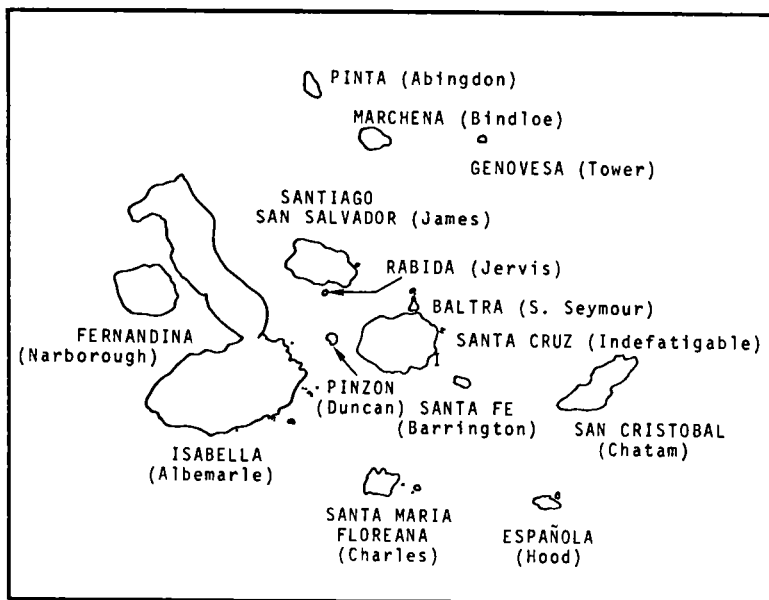 PINTA (Abingdon)
MARCHENA (Bindloe)
GENOVESA (Tower)
SANTIAGO
SAN SALVADOR (James)
RABIDA (Jervis)
BALTRA (S. Seymour)
FERNANDINA
(Narborough)
SANTA CRUZ (Indefatigable)
PINZON
(Duncan)
SANTA FE
(Barrington)
SAN CRISTOBAL
(Chatam)
ISABELLA
(Albemarle)
SANTA MARIA
FLOREANA
(Charles)
ESPAÑOLA
(Hood)